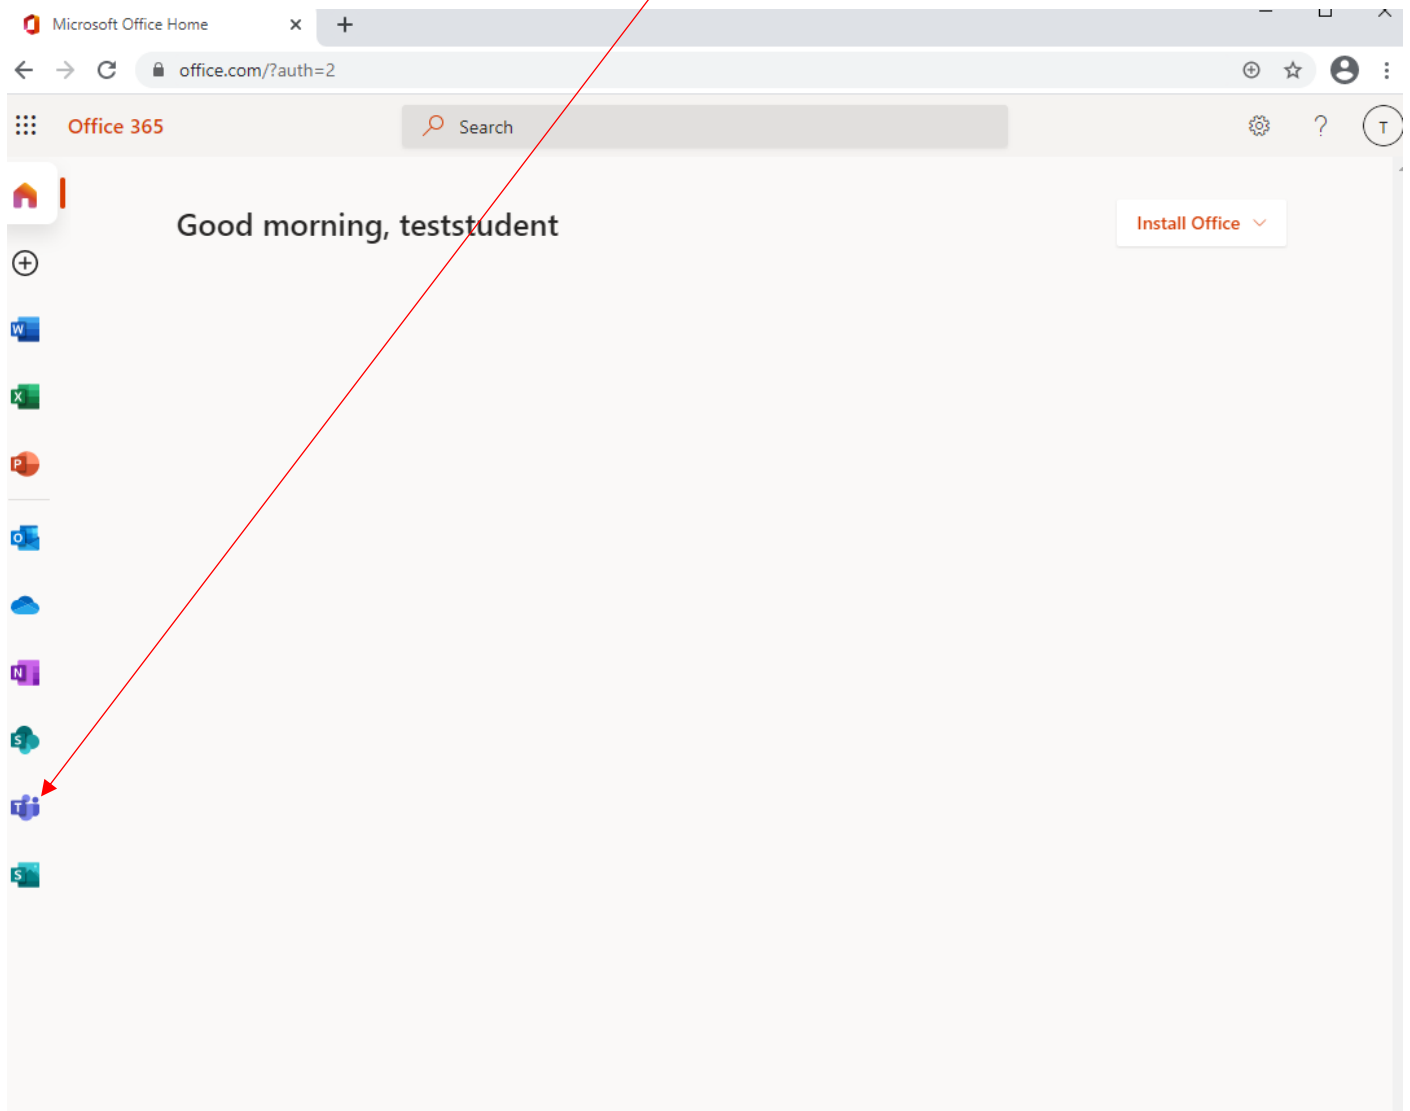 Microsoft Office Home
office.com/?auth=2
Office 365
Search
?
T
Good morning, teststudent
Install Office
W
X
P
O
N
S
T
S